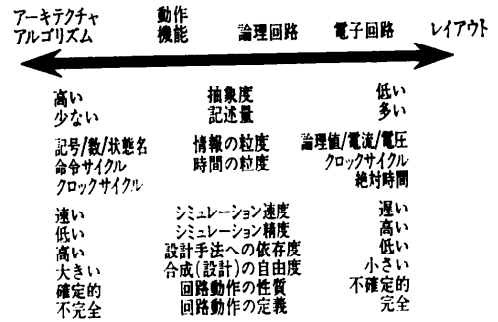 アーキテクチャ 動作
アルゴリズム 機能 論理回路 電子回路 レイアウト
高い 抽象度 低い
少ない 記述量 多い
記号/数/状態名 情報の粒度 論理値/電流/電圧
命令サイクル 時間の粒度 クロックサイクル
クロックサイクル 絶対時間
速い シミュレーション速度 遅い
低い シミュレーション精度 高い
高い 設計手法への依存度 低い
大きい 合成(設計)の自由度 小さい
確定的 回路動作の性質 不確定的
不完全 回路動作の定義 完全